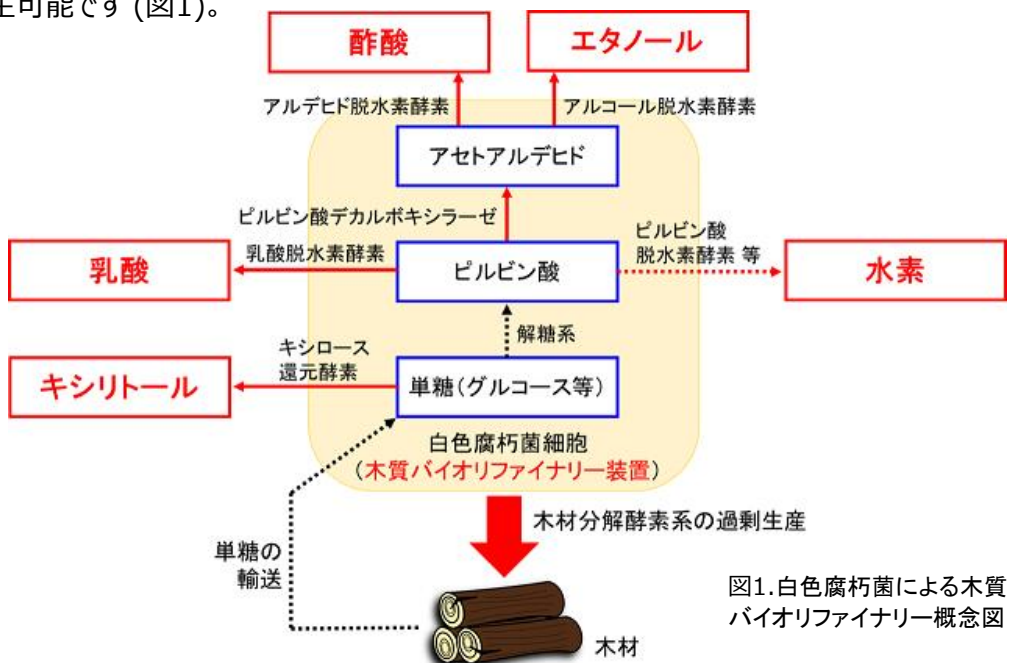 生可能です (図1)。
酢酸
エタノール
アルデヒド脱水素酵素
アルコール脱水素酵素
アセトアルデヒド
ピルビン酸デカルボキシラーゼ
ピルビン酸
脱水素酵素 等
乳酸
乳酸脱水素酵素
ピルビン酸
水素
解糖系
キシロース
還元酵素
キシリトール
単糖(グルコース等)
白色腐朽菌細胞
(木質バイオリファイナリー装置)
木材分解酵素系の過剰生産
単糖の
輸送
図1.白色腐朽菌による木質
バイオリファイナリー概念図
木材